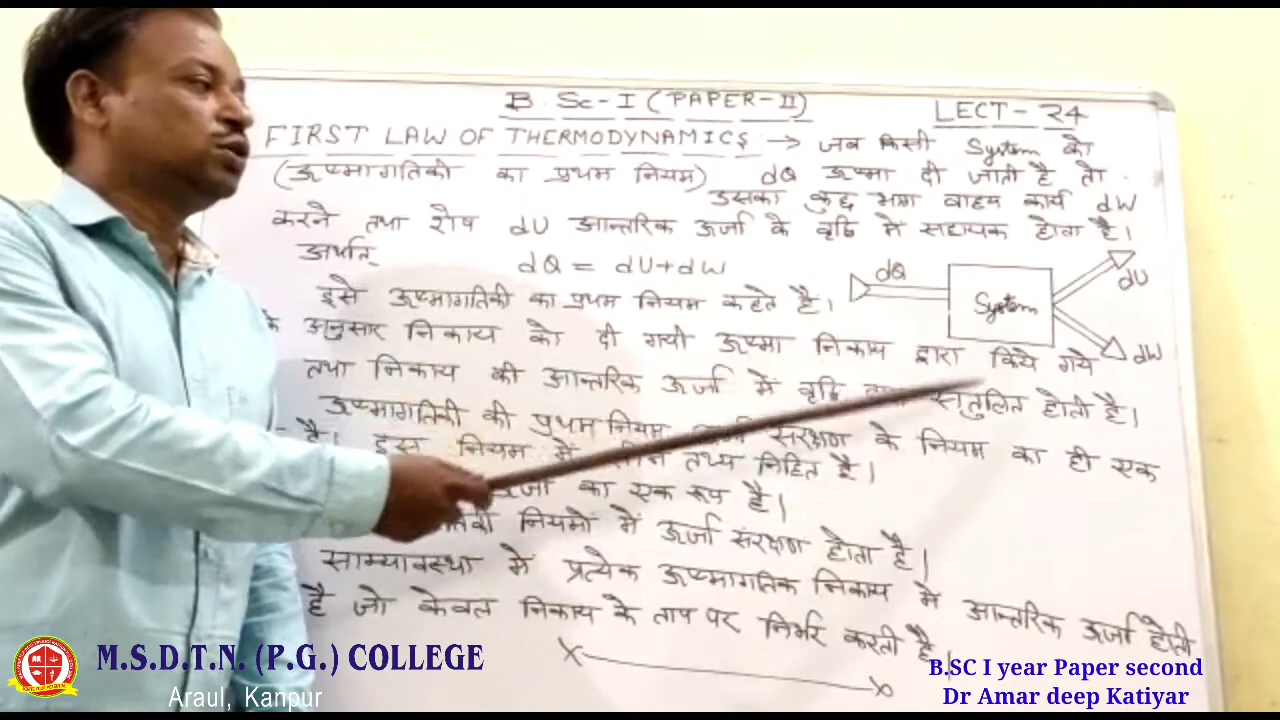 B. Sc-I (PAPER-II)
LECT-24
FIRST LAW OF THERMODYNAMICS :→ जब किसी System को
(ऊष्मागतिकी का प्रथम नियम) dQ ऊष्मा दी जाती है तो
उसका कुछ भाग वाह्य कार्य dW
करने तथा शेष dU आन्तरिक ऊर्जा के वृद्धि में सहायक होता है।
अर्थात् dQ = dU+dW
dQ
System
dU
dW
इसे ऊष्मागतिकी का प्रथम नियम कहते है।
के अनुसार निकाय को दी गयी ऊष्मा निकाय द्वारा किये गये
तथा निकाय की आन्तरिक ऊर्जा में वृद्धि होती है।
ऊष्मागतिकी की प्रथम नियम संरक्षण के नियम का ही एक
है। इस नियम में तथ्य निहित है।
का एक रूप है।
नियमों में ऊर्जा संरक्षण होता है।
साम्यावस्था मे प्रत्येक ऊष्मागतिक निकाय में आन्तरिक ऊर्जा होती
है जो केवल निकाय के ताप पर निर्भर करती है।
M.S.D.T.N. (P.G.) COLLEGE
Araul, Kanpur
B.SC I year Paper second
Dr Amar deep Katiyar